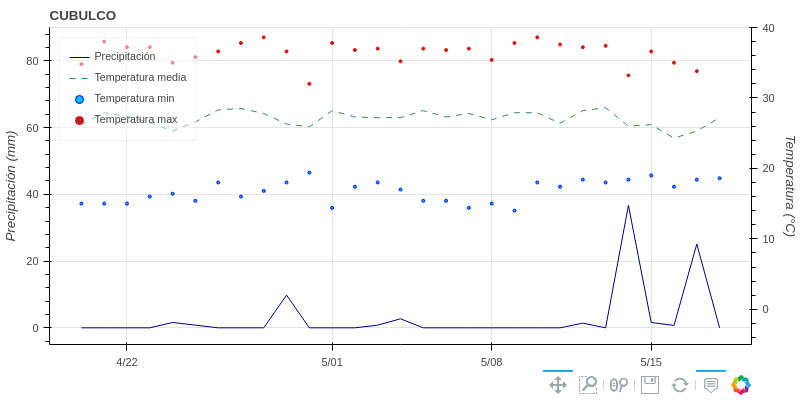 CUBULCO
Precipitación
Temperatura media
Temperatura min
Temperatura max
Precipitación (mm)
80
60
40
20
0
40
30
20
10
0
Temperatura (°C)
4/22
5/01
5/08
5/15